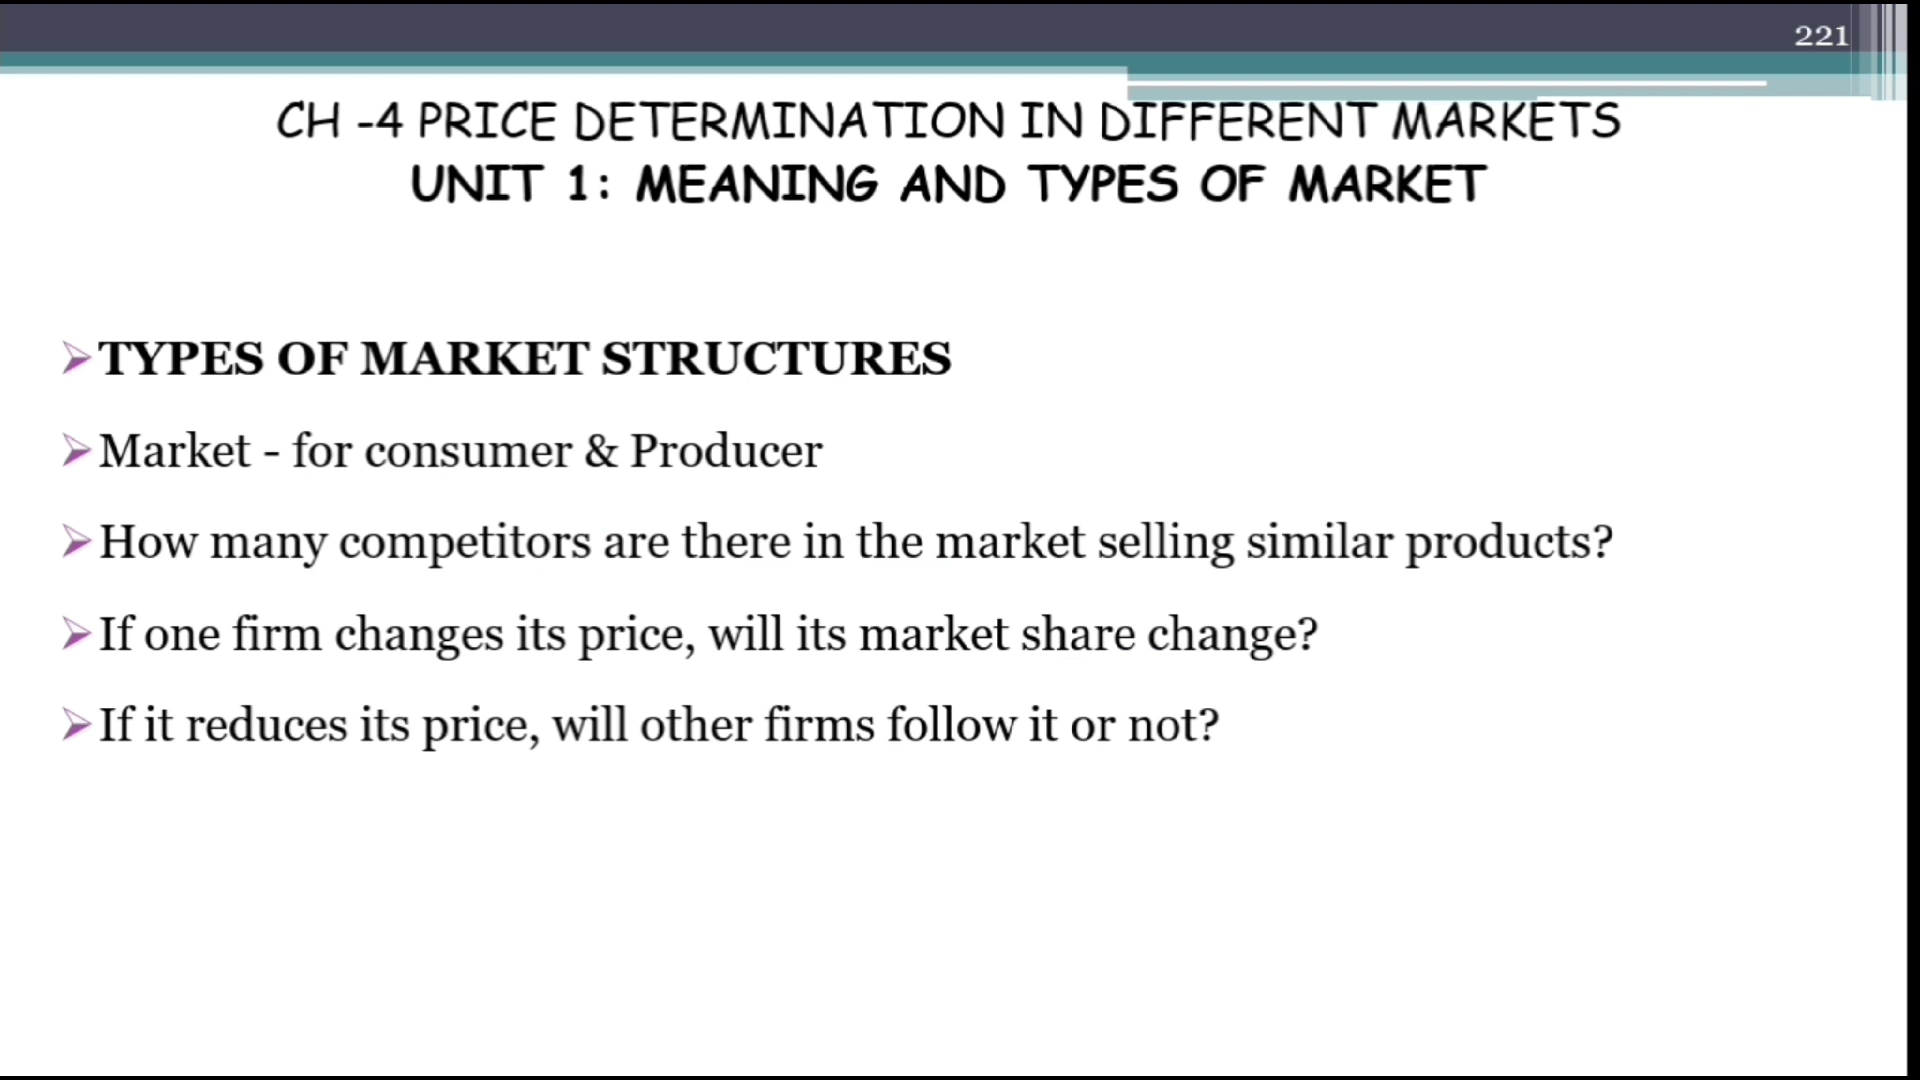 221
CH -4 PRICE DETERMINATION IN DIFFERENT MARKETS
UNIT 1: MEANING AND TYPES OF MARKET
TYPES OF MARKET STRUCTURES
Market - for consumer & Producer
How many competitors are there in the market selling similar products?
If one firm changes its price, will its market share change?
If it reduces its price, will other firms follow it or not?